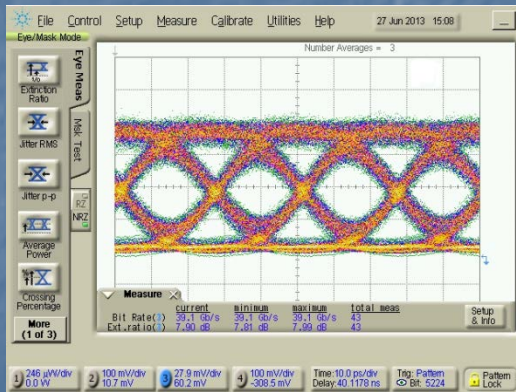 File Control Setup Measure Calibrate Utilities Help 27 Jun 2013 15:08
Eye/Mask Mode
Number Averages = 3
Extinction Ratio
Jitter RMS
Jitter p-p
Average Power
Crossing Percentage
More (1 of 3)
Eye Meas
Msk Test
RZ
NRZ
Measure
current minimum maximum total meas
Bit Rate(3) 39.1 Gb/s 39.1 Gb/s 39.1 Gb/s 43
Ext.ratio(3) 7.90 dB 7.81 dB 7.99 dB 43
Setup & Info
1 246 µW/div 0.0 W
2 100 mV/div 10.7 mV
3 27.9 mV/div 60.2 mV
4 100 mV/div -308.5 mV
Time:10.0 ps/div Delay:40.1178 ns
Trig: Pattern Bit: 5224
Pattern Lock